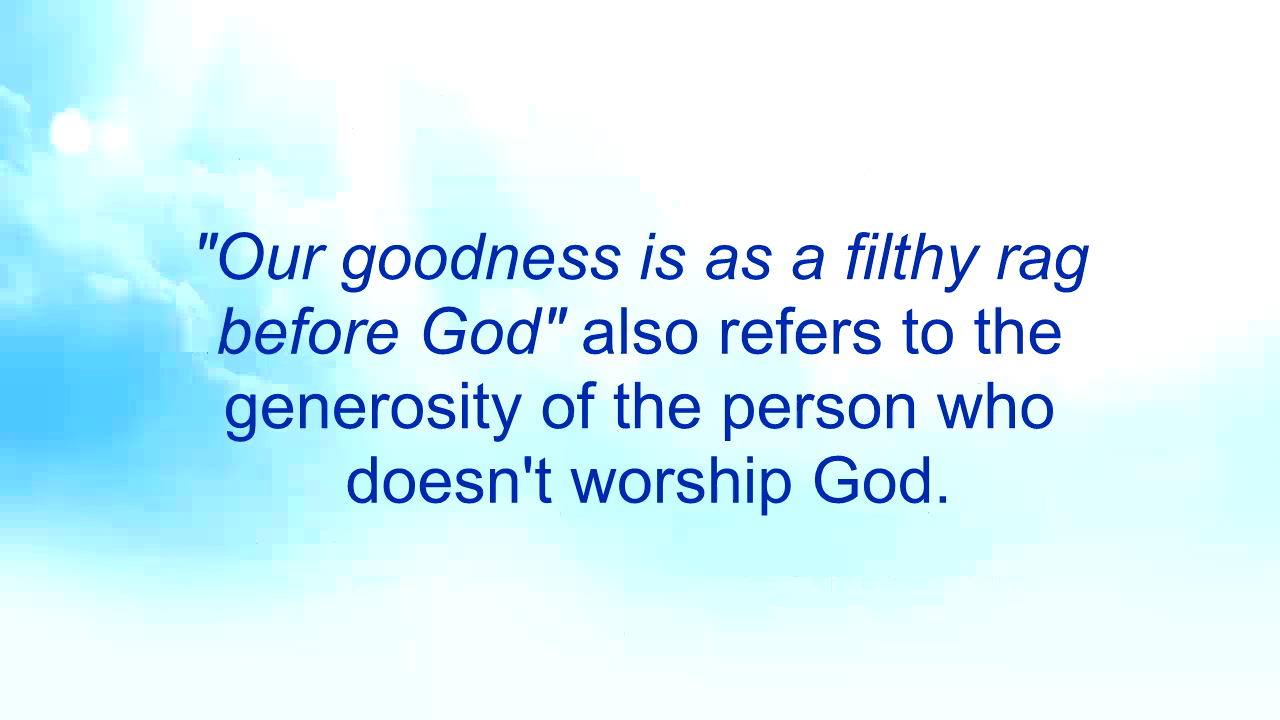 "Our goodness is as a filthy rag
before God" also refers to the
generosity of the person who
doesn't worship God.